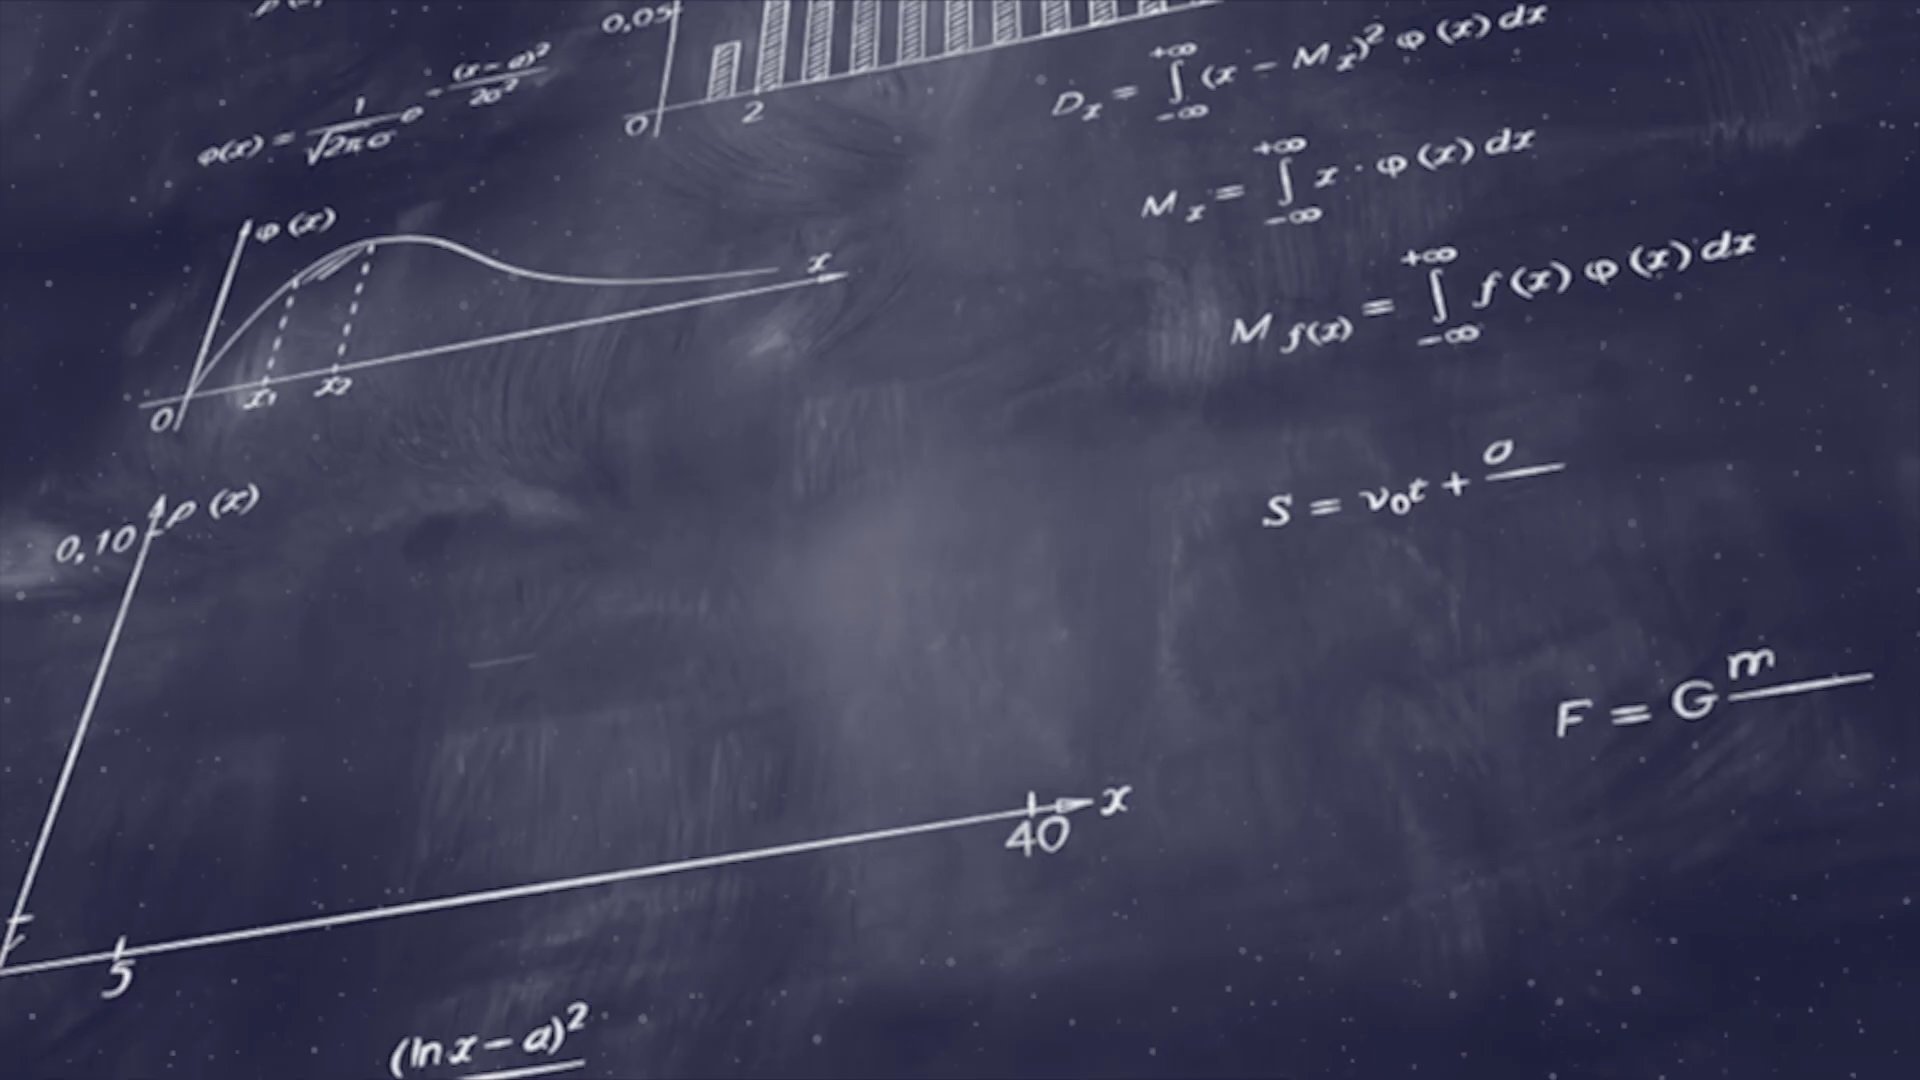 0,05
φ(x) = 1/√2πσ e - (x-a)²/2σ²
0
2
D_x = ∫_{-∞}^{+∞} (x - M_x)² φ(x) dx
M_x = ∫_{-∞}^{+∞} x · φ(x) dx
M_{f(x)} = ∫_{-∞}^{+∞} f(x) φ(x) dx
φ(x)
x
0
x₁
x₂
S = v₀t +
ρ(x)
0,10
F = G m
x
40
5
(ln x - a)²